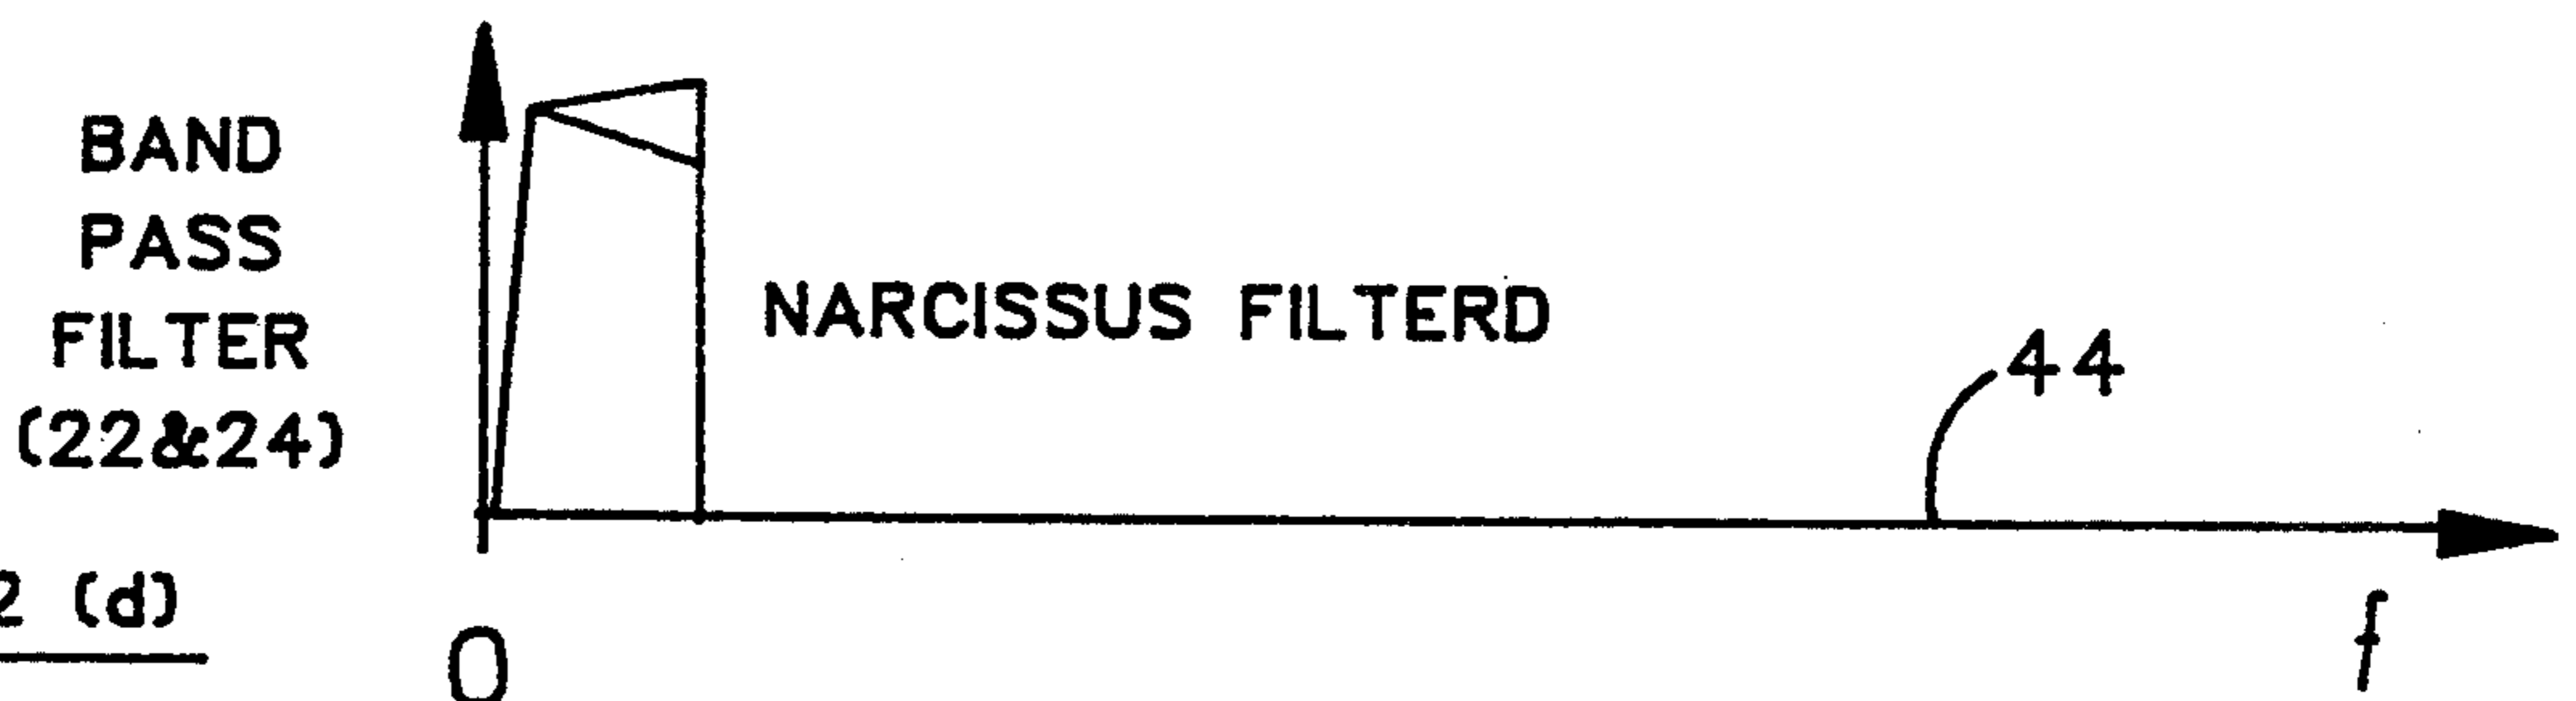 BAND
PASS
FILTER
(22&24)
NARCISSUS FILTERD
44
2 (d)
0
f